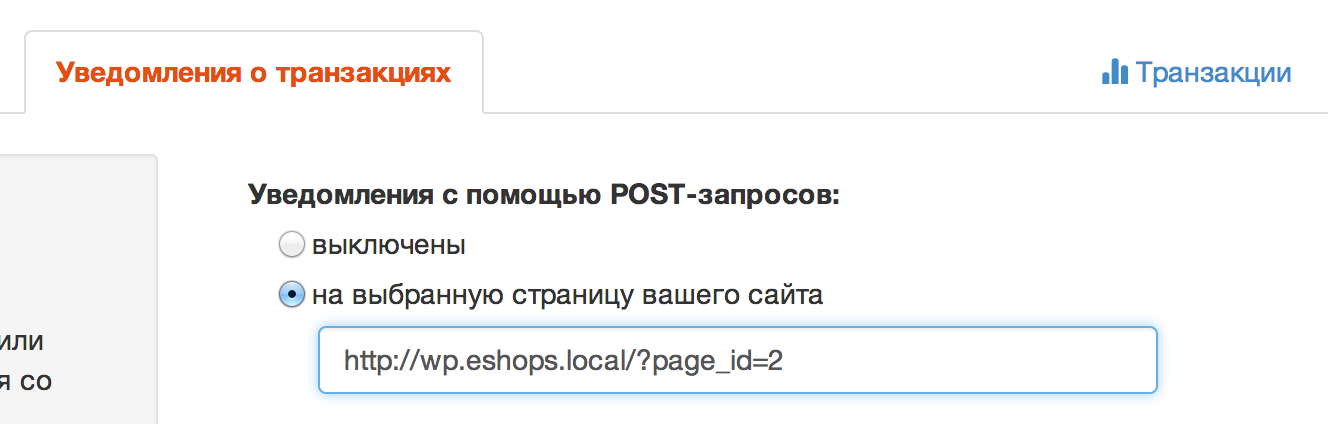 Уведомления о транзакциях
Транзакции
Уведомления с помощью POST-запросов:
выключены
на выбранную страницу вашего сайта
или
http://wp.eshops.local/?page_id=2
я со